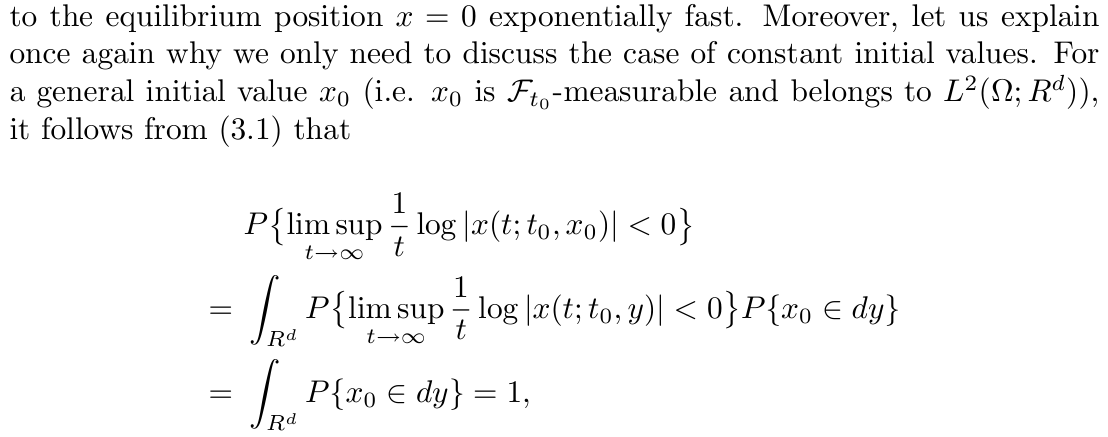 to the equilibrium position x = 0 exponentially fast. Moreover, let us explain
once again why we only need to discuss the case of constant initial values. For
a general initial value x₀ (i.e. x₀ is ℱ_{t₀}-measurable and belongs to L²(Ω; R^d)),
it follows from (3.1) that
P{lim sup_{t→∞} \frac{1}{t} log |x(t; t₀, x₀)| < 0}
= ∫_{R^d} P{lim sup_{t→∞} \frac{1}{t} log |x(t; t₀, y)| < 0}P{x₀ ∈ dy}
= ∫_{R^d} P{x₀ ∈ dy} = 1,